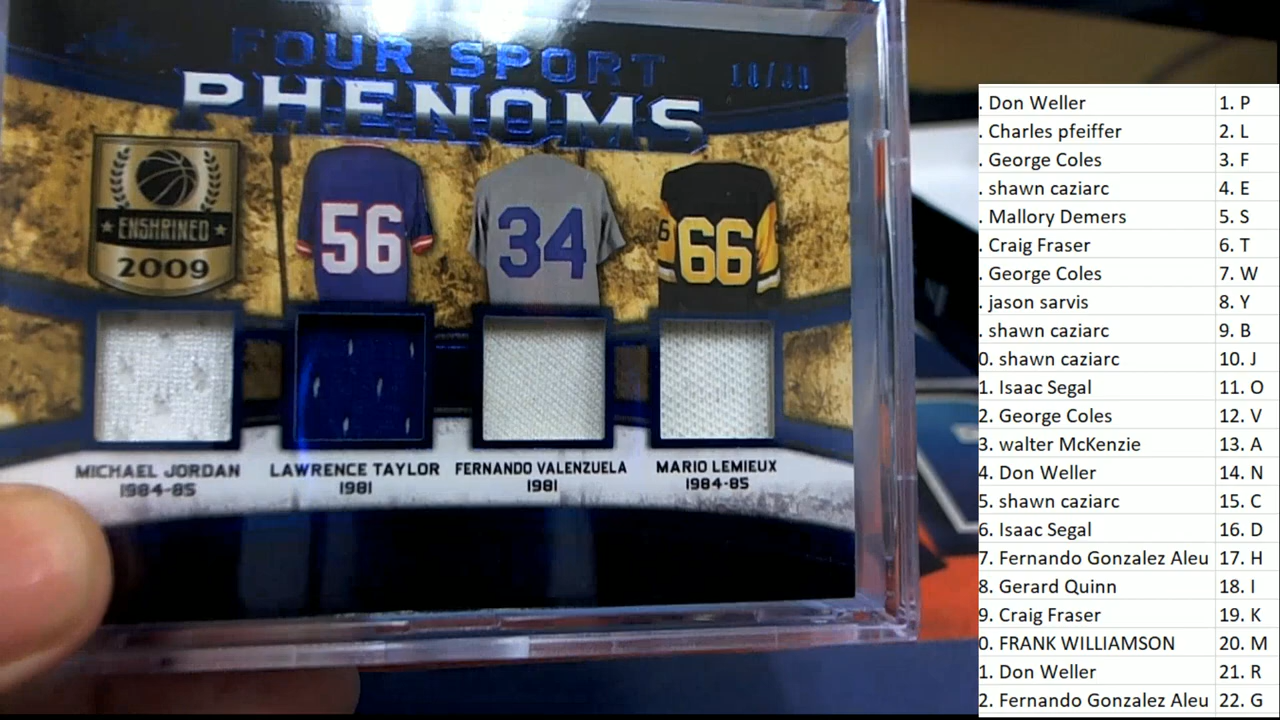 FOUR SPORT
PHENOMS
ENSHRINED
2009
56
34
6
66
MICHAEL JORDAN
1984-85
LAWRENCE TAYLOR
1981
FERNANDO VALENZUELA
1981
MARIO LEMIEUX
1984-85
. Don Weller 1. P
. Charles pfeiffer 2. L
. George Coles 3. F
. shawn caziarc 4. E
. Mallory Demers 5. S
. Craig Fraser 6. T
. George Coles 7. W
. jason sarvis 8. Y
. shawn caziarc 9. B
0. shawn caziarc 10. J
1. Isaac Segal 11. O
2. George Coles 12. V
3. walter McKenzie 13. A
4. Don Weller 14. N
5. shawn caziarc 15. C
6. Isaac Segal 16. D
7. Fernando Gonzalez Aleu 17. H
8. Gerard Quinn 18. I
9. Craig Fraser 19. K
0. FRANK WILLIAMSON 20. M
1. Don Weller 21. R
2. Fernando Gonzalez Aleu 22. G